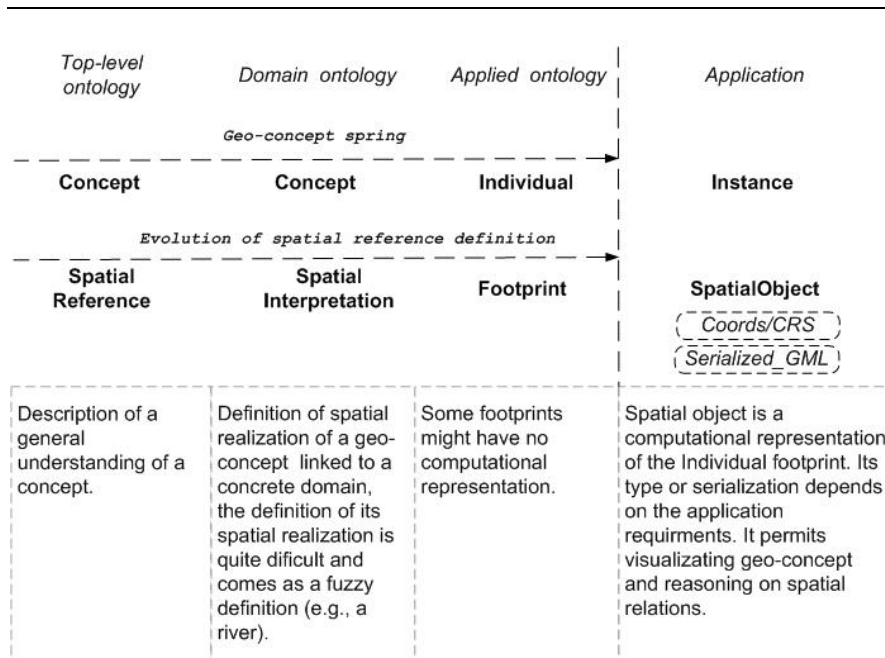 Top-level
ontology
Domain ontology
Applied ontology
Application
Geo-concept spring
Concept
Concept
Individual
Instance
Evolution of spatial reference definition
Spatial
Reference
Spatial
Interpretation
Footprint
SpatialObject
Coords/CRS
Serialized_GML
Description of a
general
understanding of a
concept.
Definition of spatial
realization of a geo-
concept linked to a
concrete domain,
the definition of its
spatial realization is
quite dificult and
comes as a fuzzy
definition (e.g., a
river).
Some footprints
might have no
computational
representation.
Spatial object is a
computational representation
of the Individual footprint. Its
type or serialization depends
on the application
requirments. It permits
visualizating geo-concept
and reasoning on spatial
relations.